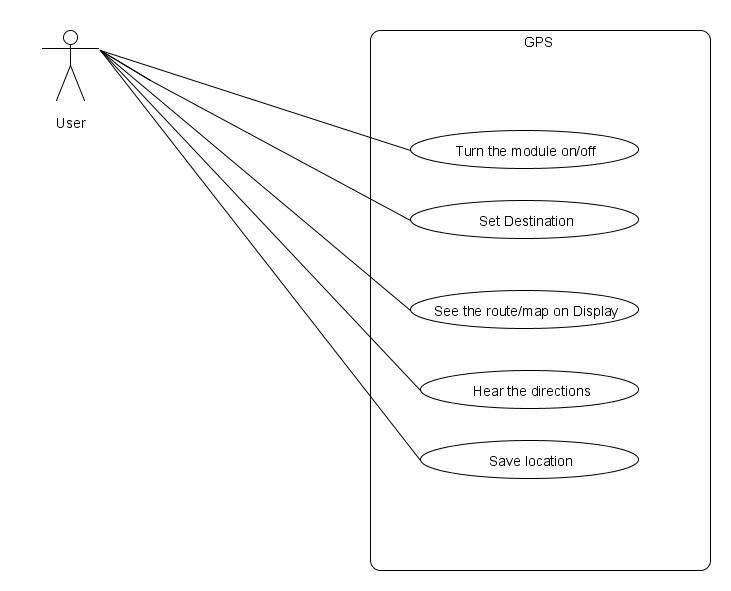 GPS
User
Turn the module on/off
Set Destination
See the route/map on Display
Hear the directions
Save location